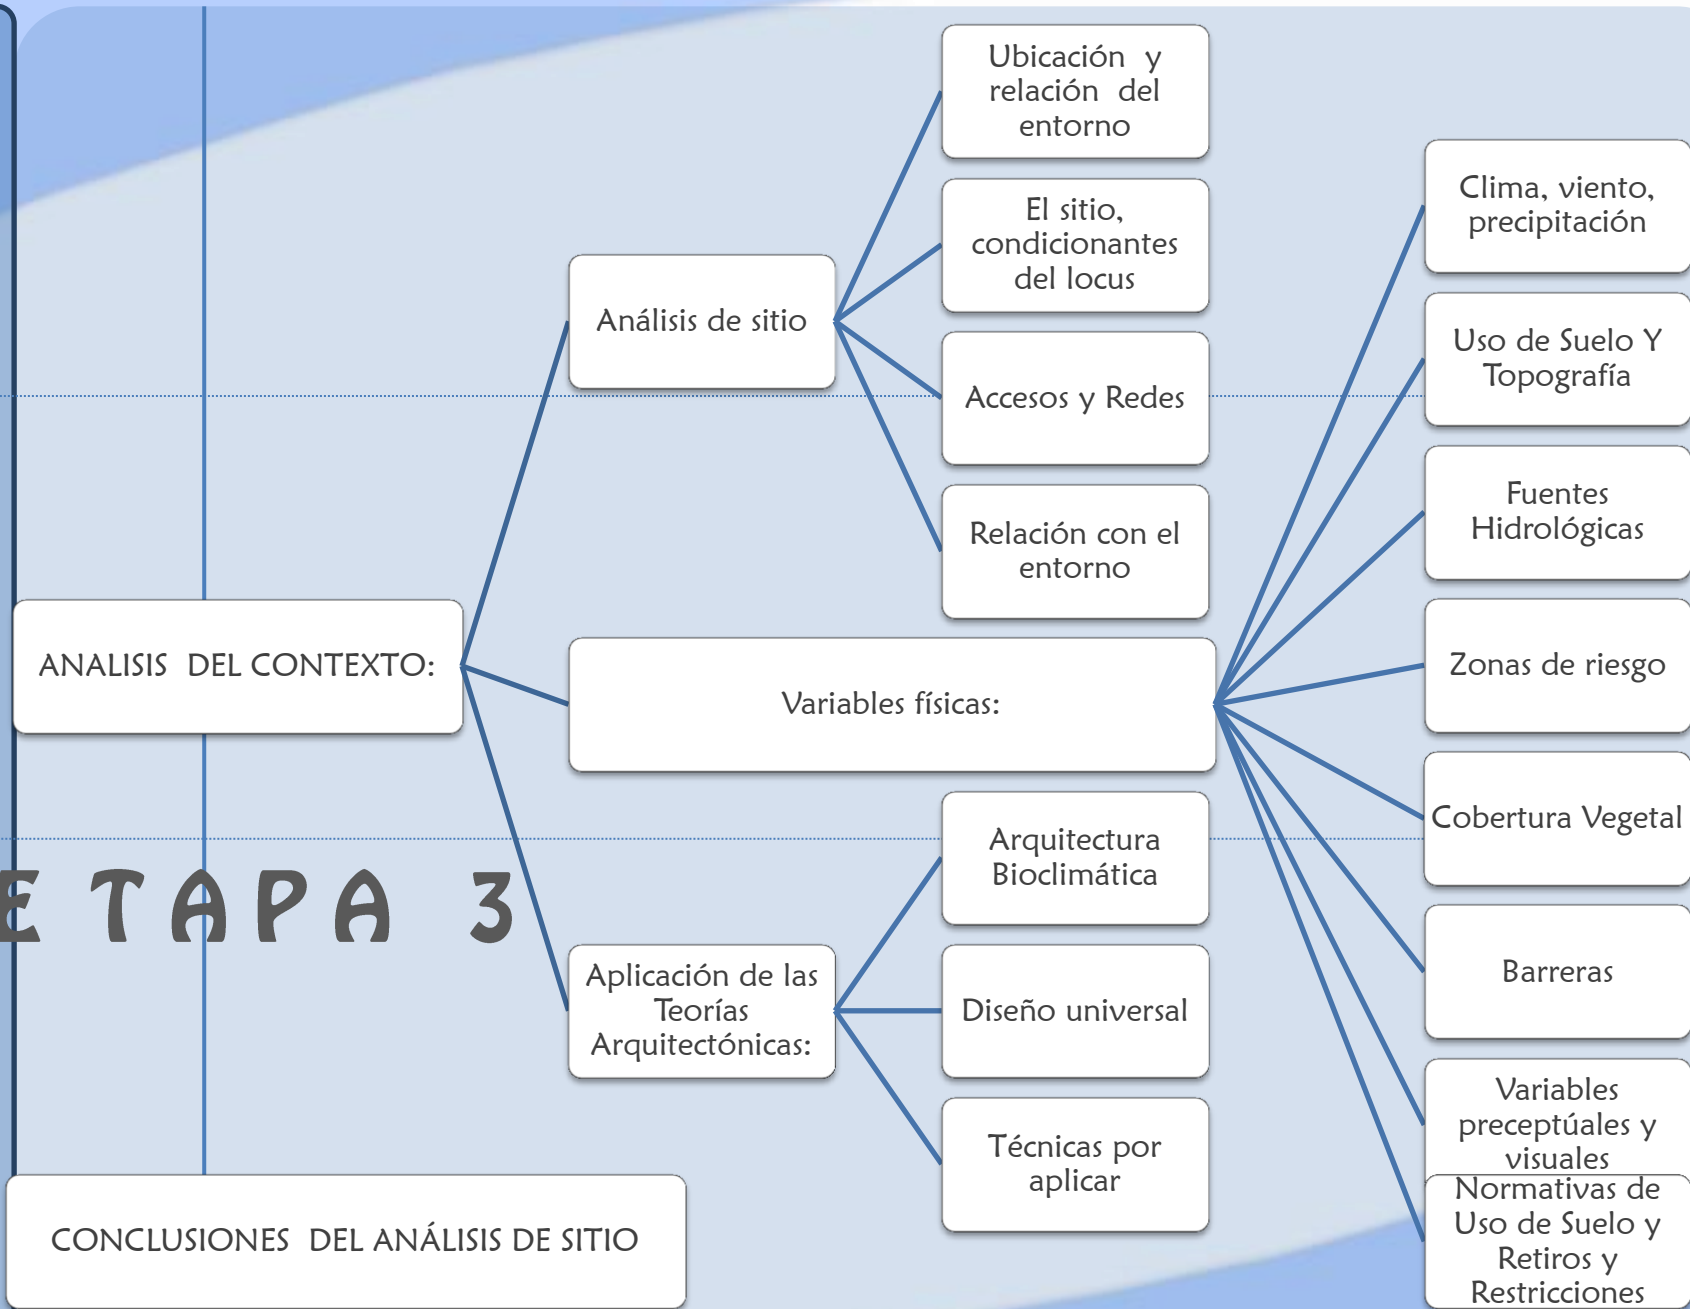 ANALISIS DEL CONTEXTO:
Análisis de sitio
Ubicación y
relación del
entorno
El sitio,
condicionantes
del locus
Accesos y Redes
Relación con el
entorno
Variables físicas:
Clima, viento,
precipitación
Uso de Suelo Y
Topografía
Fuentes
Hidrológicas
Zonas de riesgo
Cobertura Vegetal
Barreras
Variables
preceptúales y
visuales
Normativas de
Uso de Suelo y
Retiros y
Restricciones
Aplicación de las
Teorías
Arquitectónicas:
Arquitectura
Bioclimática
Diseño universal
Técnicas por
aplicar
ETAPA 3
CONCLUSIONES DEL ANÁLISIS DE SITIO